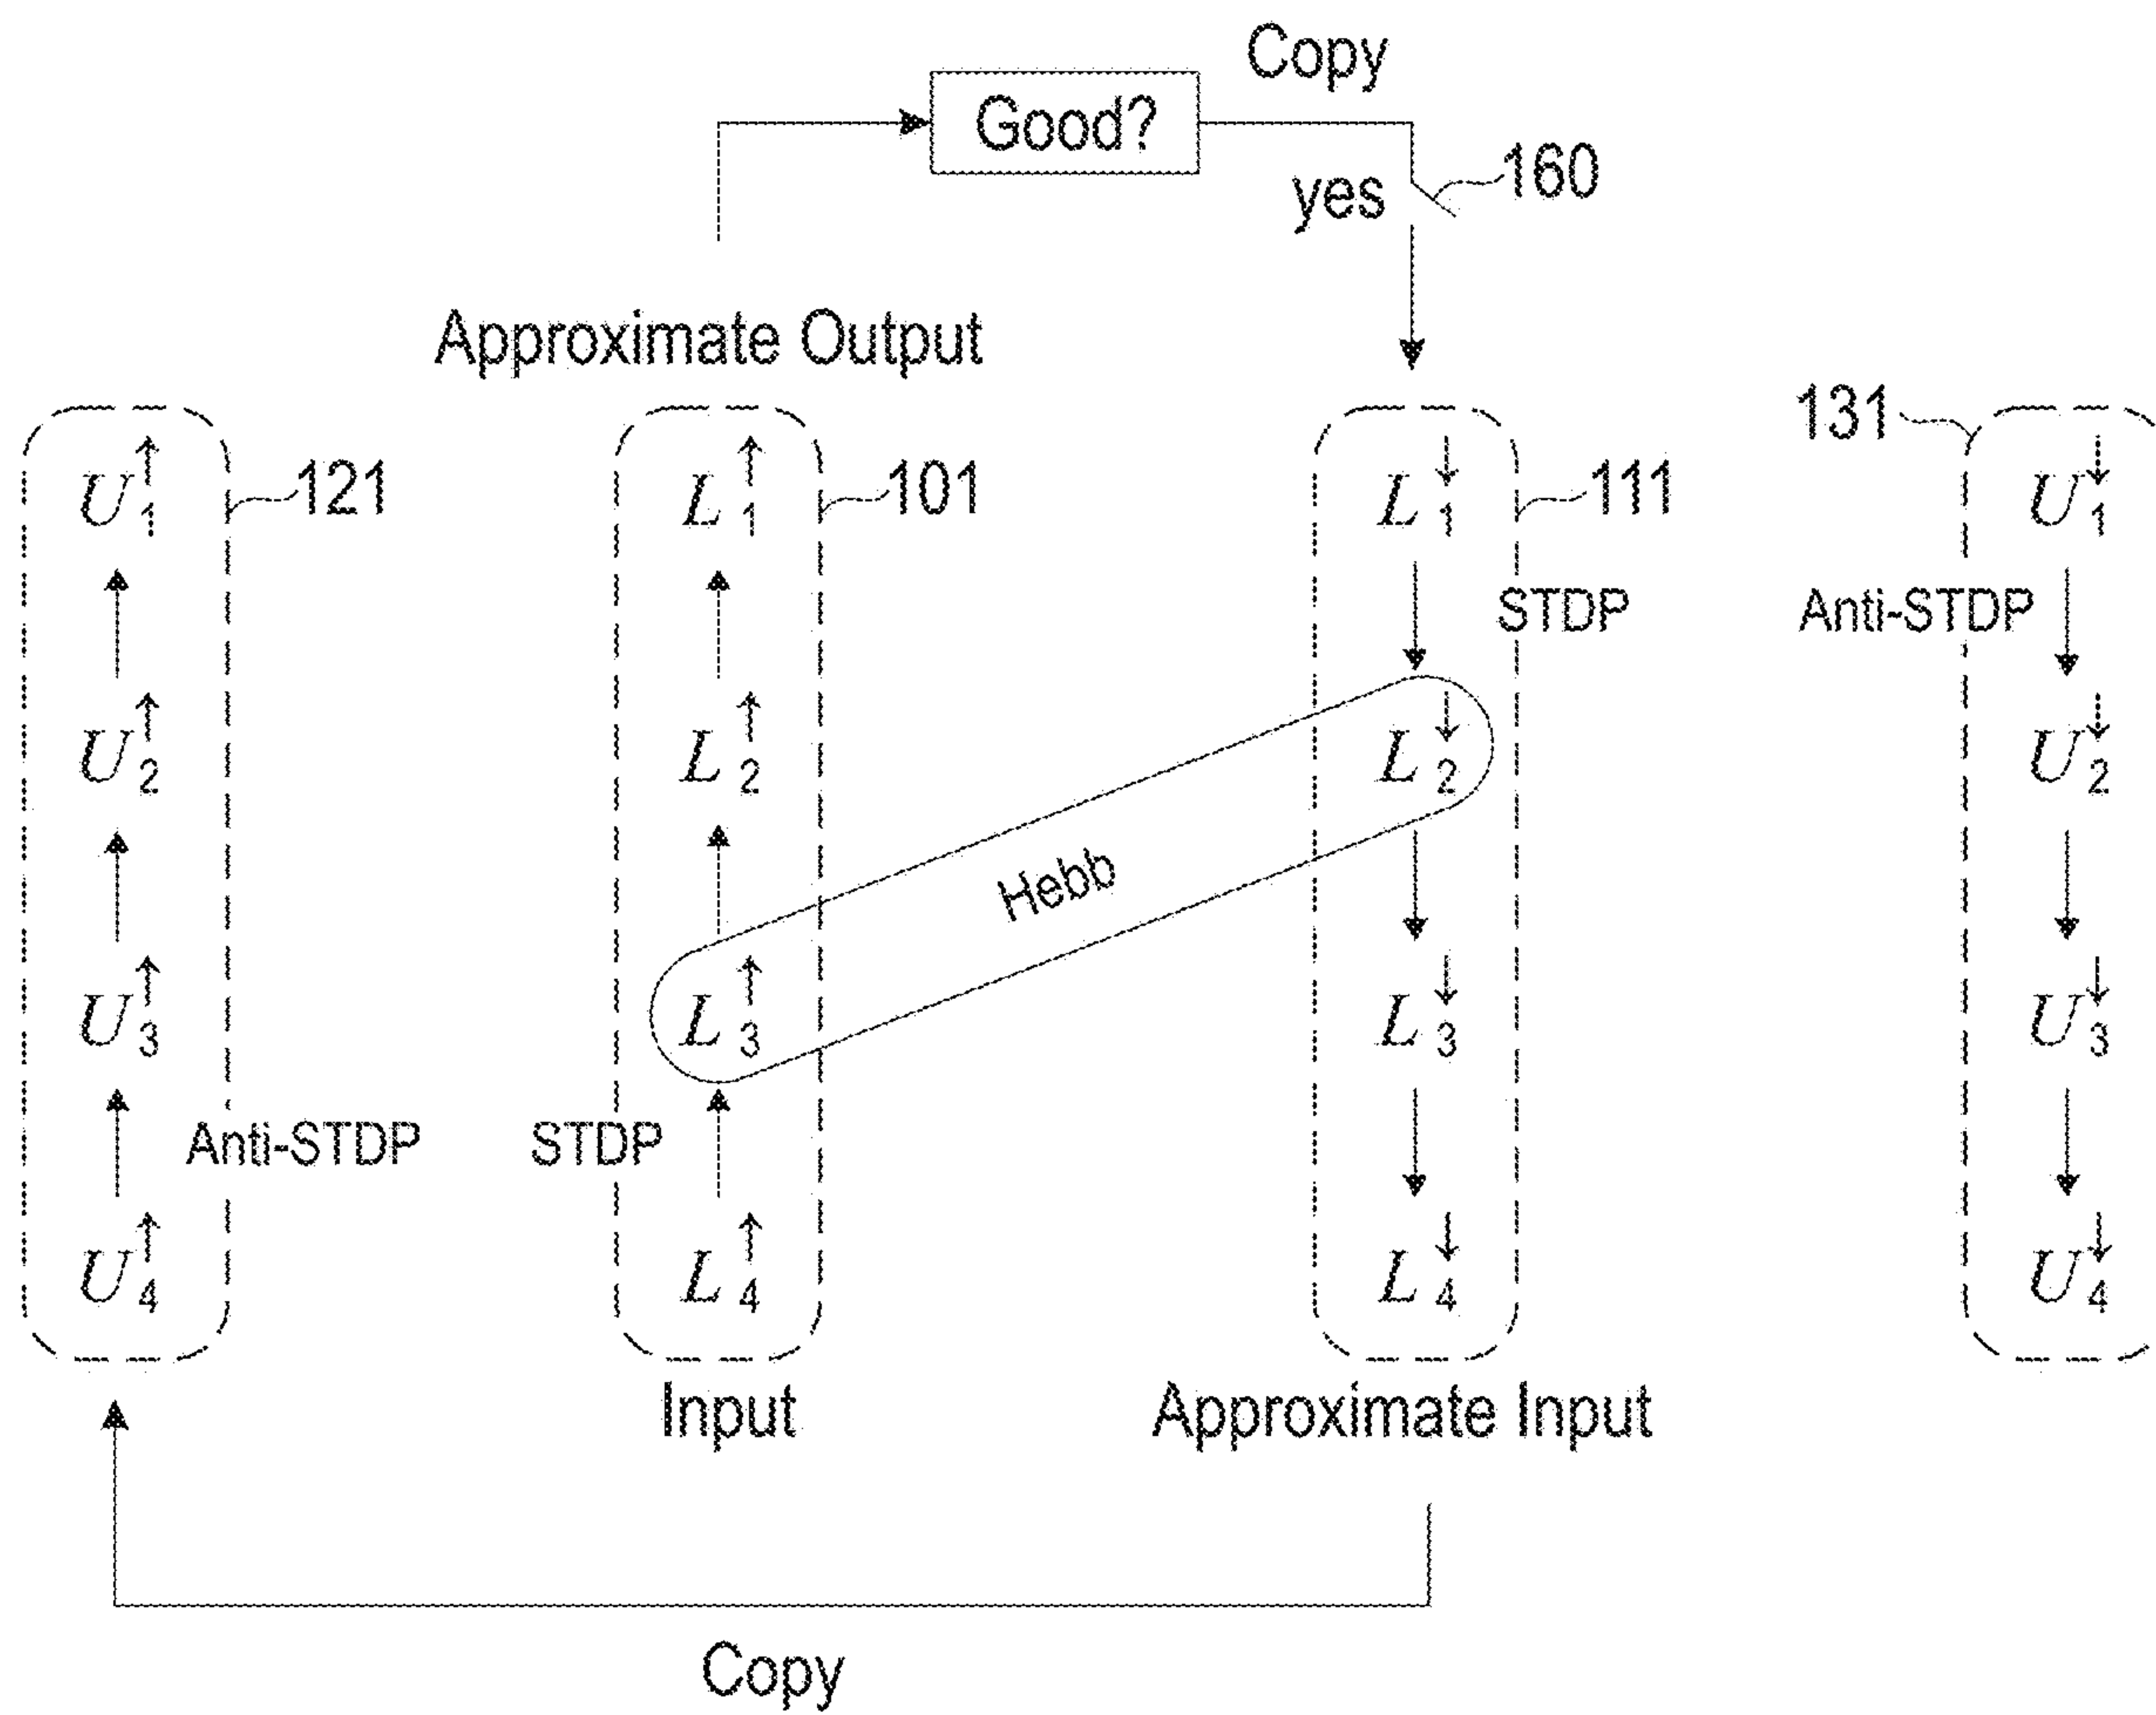 Copy
Good?
yes
160
Approximate Output
131
U↑1
121
L↑1
101
L↓1
111
U↓1
STDP
Anti-STDP
U↑2
L↑2
L↓2
U↓2
Hebb
U↑3
L↑3
L↓3
U↓3
Anti-STDP
STDP
U↑4
L↑4
L↓4
U↓4
Input
Approximate Input
Copy